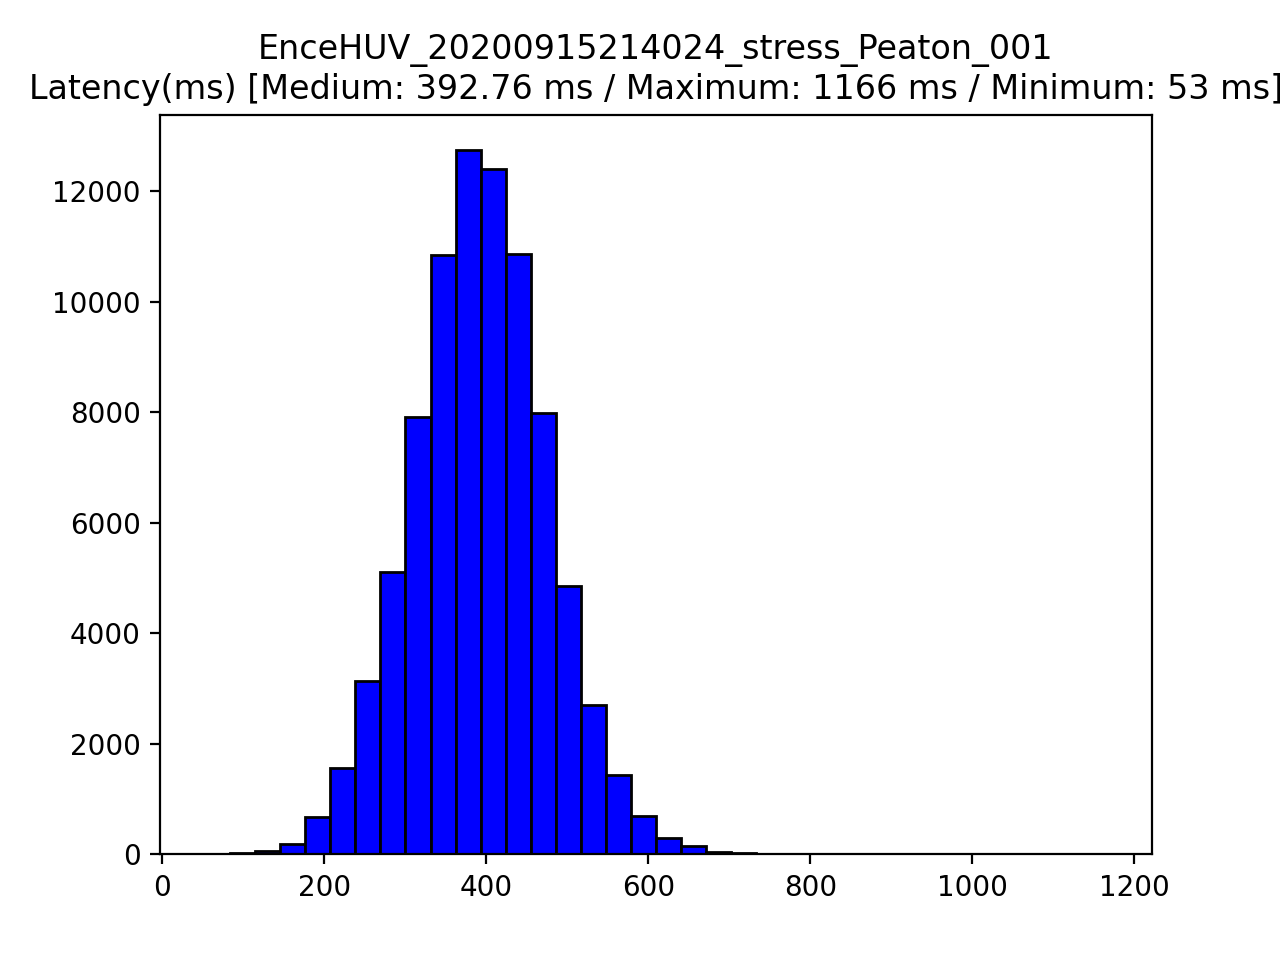 EnceHUV_20200915214024_stress_Peaton_001
Latency(ms) [Medium: 392.76 ms / Maximum: 1166 ms / Minimum: 53 ms]
12000
10000
8000
6000
4000
2000
0
0 200 400 600 800 1000 1200